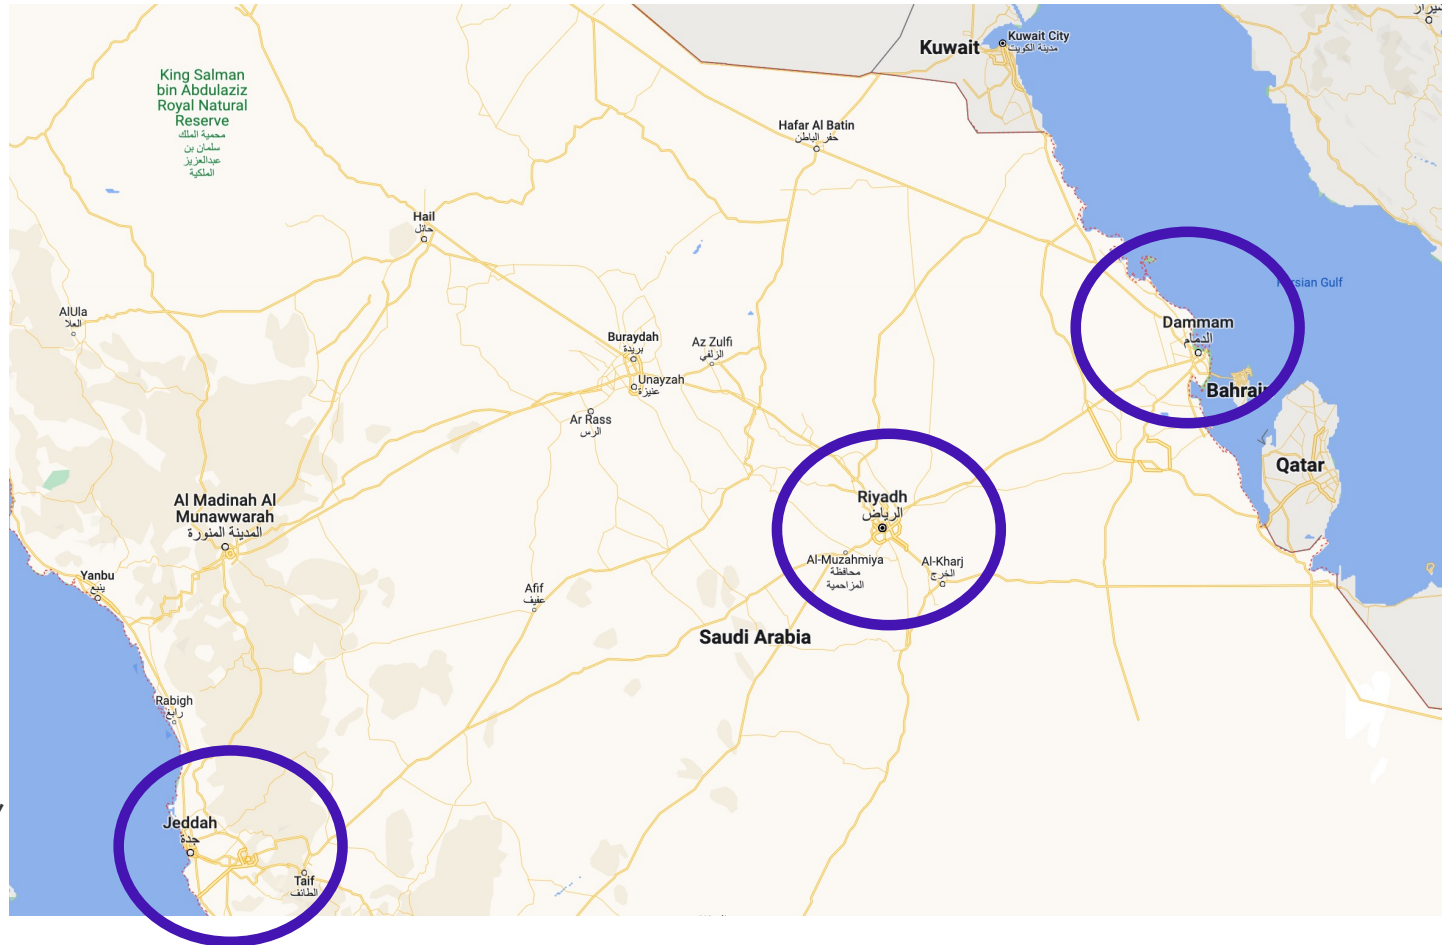 Kuwait
Kuwait City
مدينة الكويت
King Salman
bin Abdulaziz
Royal Natural
Reserve
محمية الملك
سلمان بن
عبدالعزيز
الملكية
Hafar Al Batin
حفر الباطن
Hail
حائل
AlUla
العلا
Buraydah
بريدة
Az Zulfi
الزلفي
Unayzah
عنيزة
Ar Rass
الرس
Persian Gulf
Dammam
الدمام
Bahrain
Qatar
Riyadh
الرياض
Al-Muzahmiya
محافظة
المزاحمية
Al-Kharj
الخرج
Al Madinah Al
Munawwarah
المدينة المنورة
Yanbu
ينبع
Afif
عفيف
Saudi Arabia
Rabigh
رابغ
Jeddah
جدة
Taif
الطائف